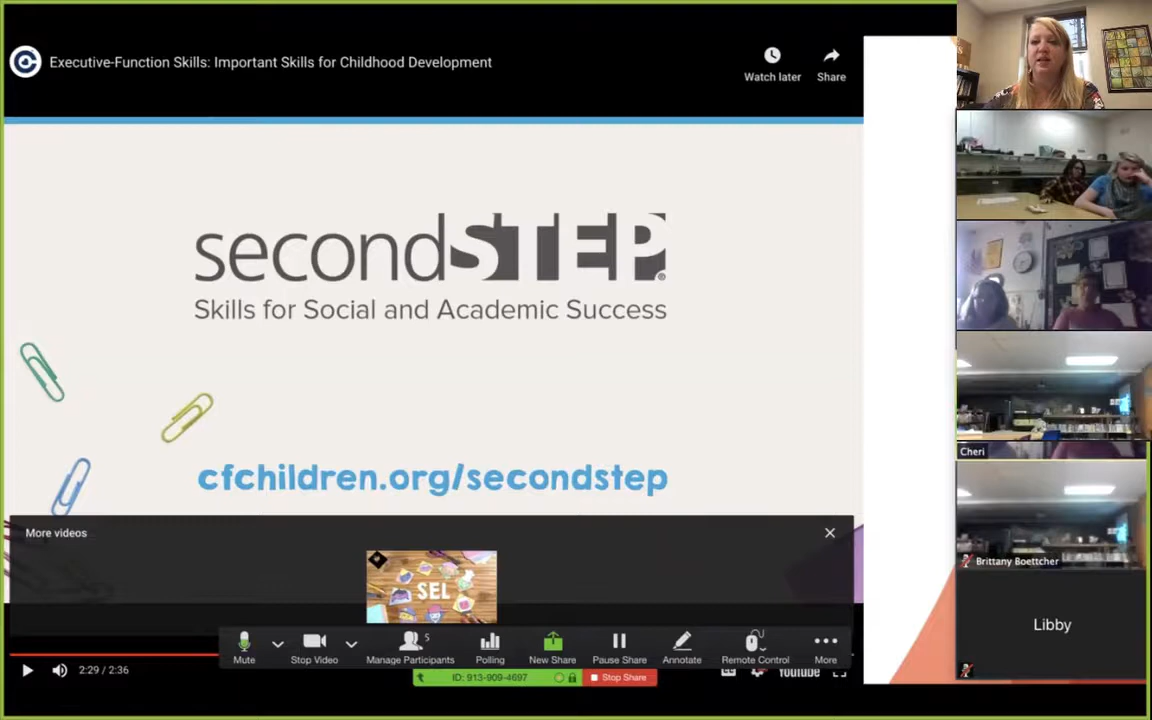 Executive-Function Skills: Important Skills for Childhood Development
Watch later
Share
secondSTEP®
Skills for Social and Academic Success
cfchildren.org/secondstep
More videos
SEL
Cheri
Brittany Boettcher
Libby
5
Mute
Stop Video
Manage Participants
Polling
New Share
Pause Share
Annotate
Remote Control
More
2:29 / 2:36
ID: 913-909-4697
Stop Share
YouTube